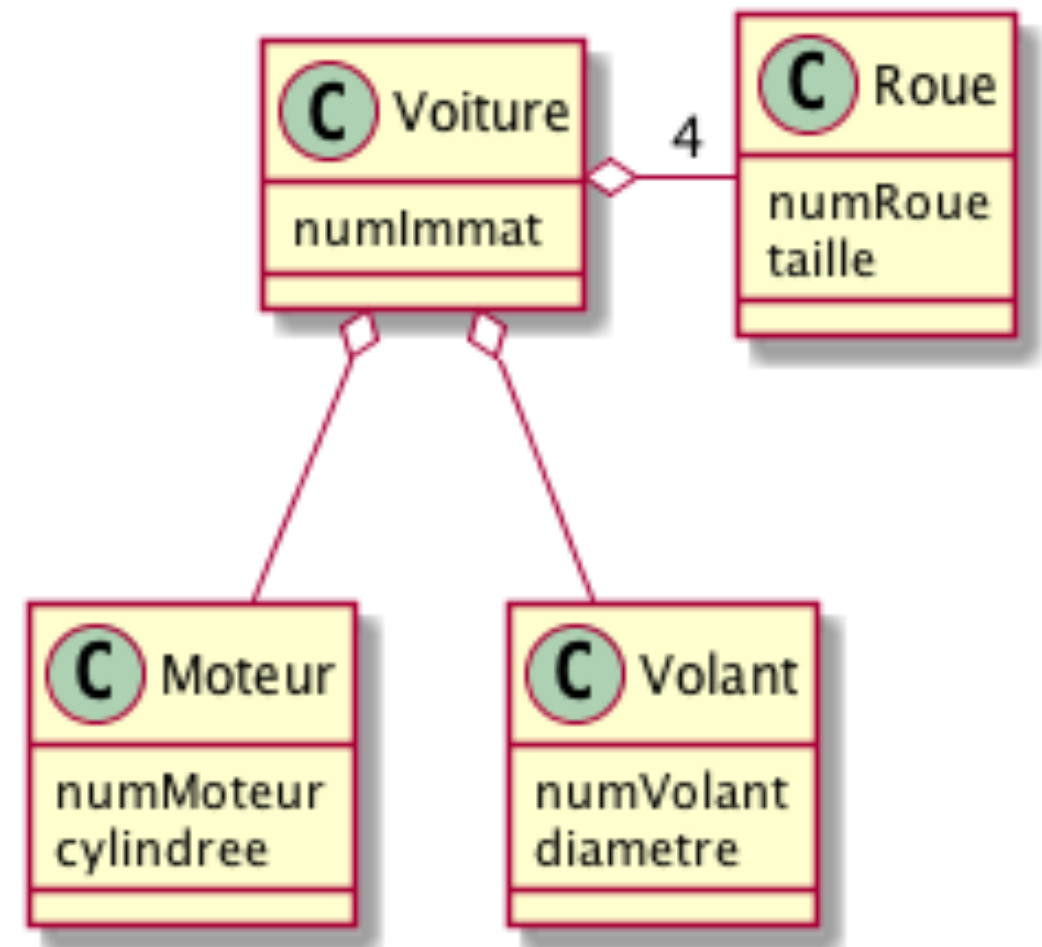 C Voiture
numImmat
4
C Roue
numRoue
taille
C Moteur
numMoteur
cylindree
C Volant
numVolant
diametre